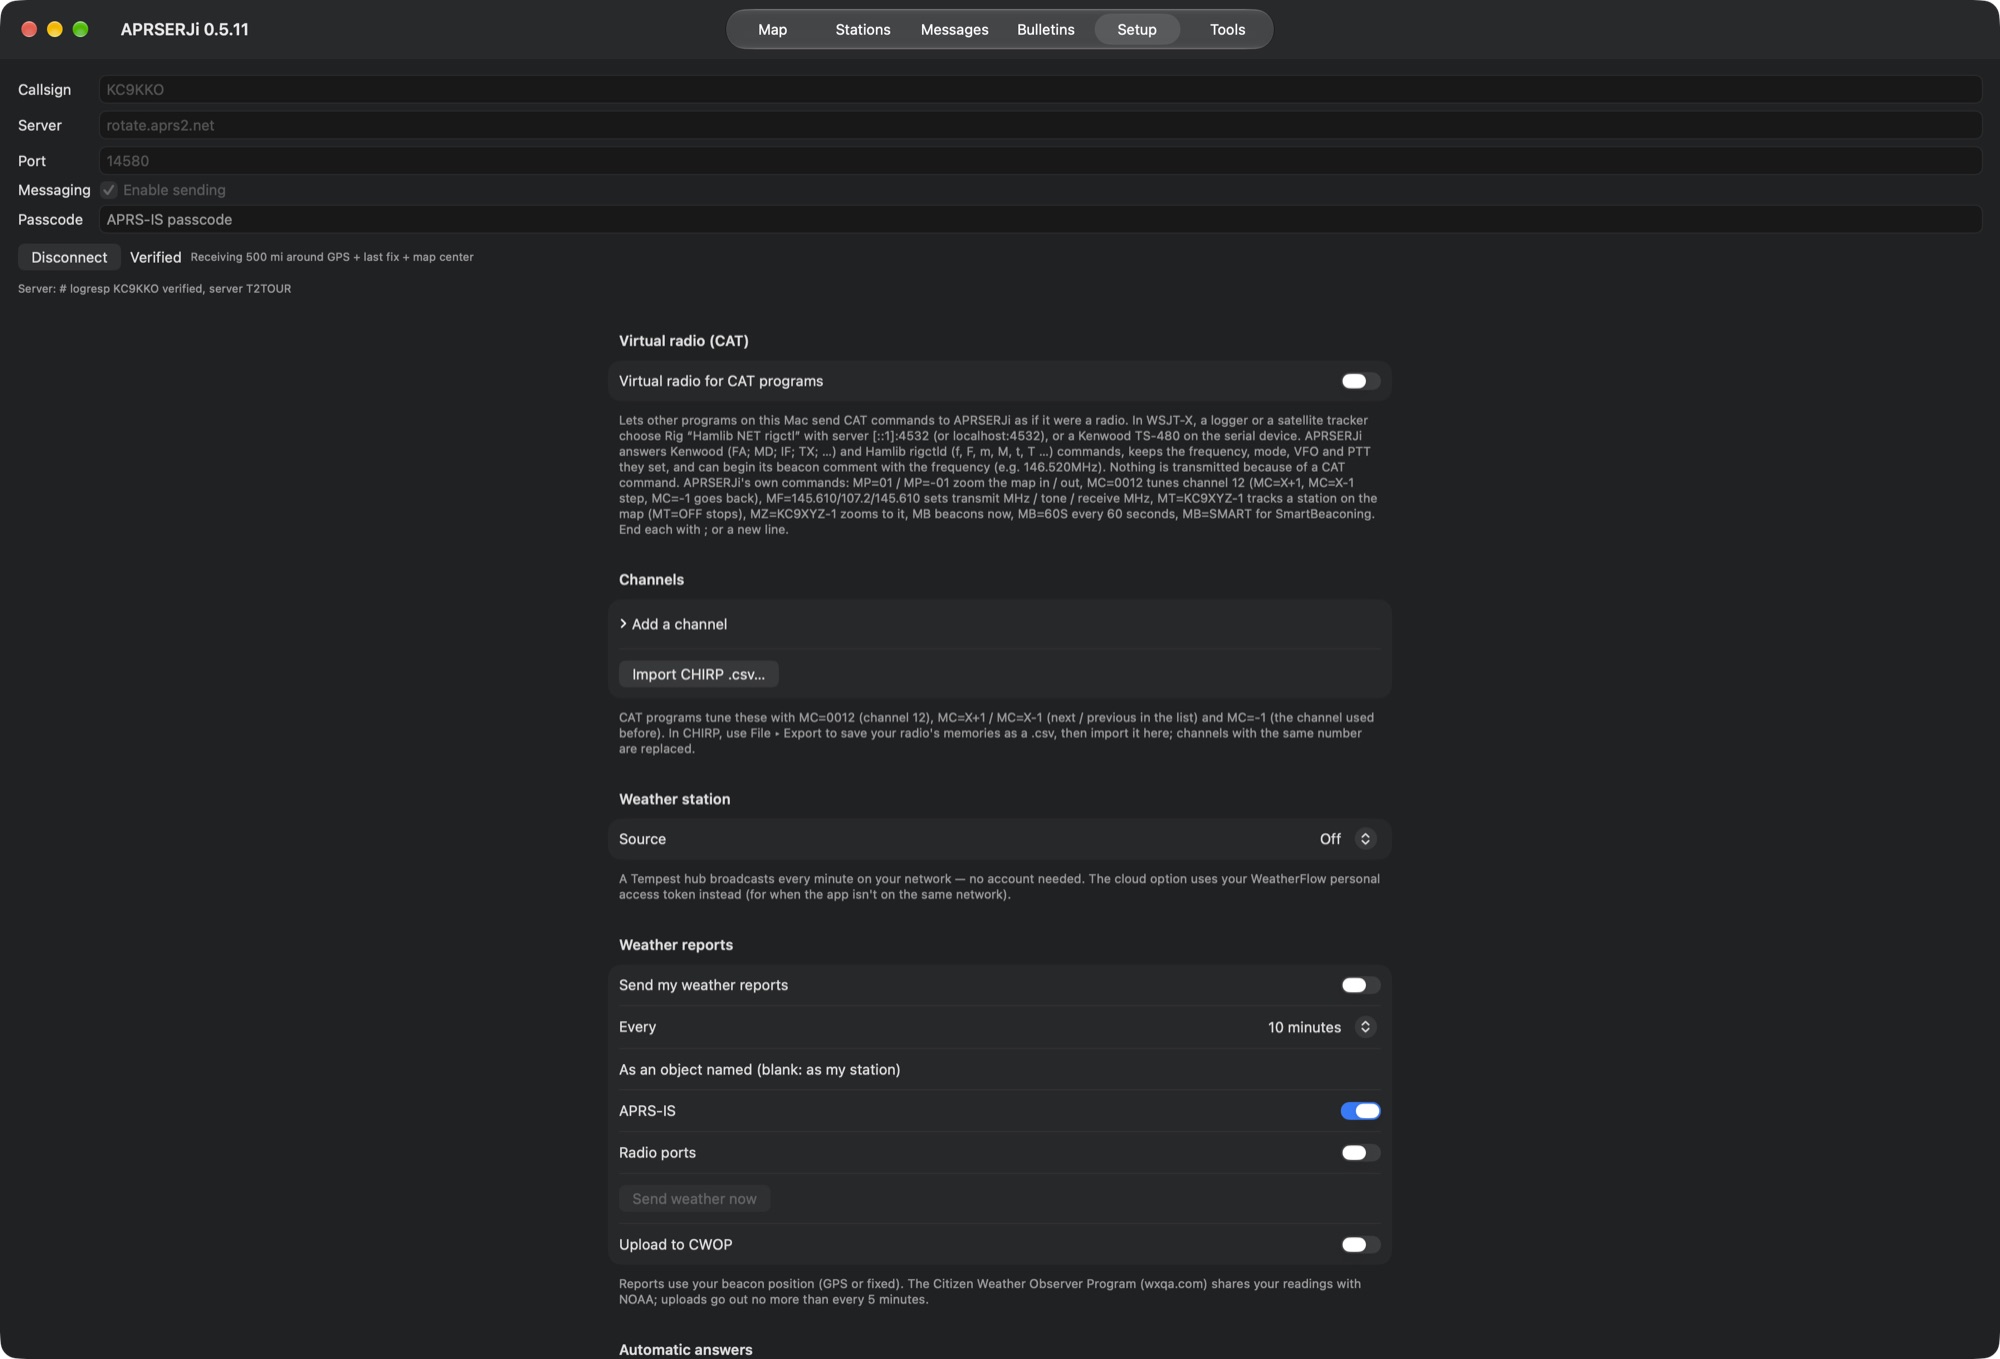 APRSERJi 0.5.11
Map
Stations
Messages
Bulletins
Setup
Tools
Callsign
KC9KKO
Server
rotate.aprs2.net
Port
14580
Messaging
Enable sending
Passcode
APRS-IS passcode
Disconnect
Verified
Receiving 500 mi around GPS + last fix + map center
Server: # logresp KC9KKO verified, server T2TOUR
Virtual radio (CAT)
Virtual radio for CAT programs
Lets other programs on this Mac send CAT commands to APRSERJi as if it were a radio. In WSJT-X, a logger or a satellite tracker
choose Rig “Hamlib NET rigctl” with server [::1]:4532 (or localhost:4532), or a Kenwood TS-480 on the serial device. APRSERJi
answers Kenwood (FA; MD; IF; TX; …) and Hamlib rigctld (f, F, m, M, t, T …) commands, keeps the frequency, mode, VFO and PTT
they set, and can begin its beacon comment with the frequency (e.g. 146.520MHz). Nothing is transmitted because of a CAT
command. APRSERJi's own commands: MP=01 / MP=-01 zoom the map in / out, MC=0012 tunes channel 12 (MC=X+1, MC=X-1
step, MC=-1 goes back), MF=145.610/107.2/145.610 sets transmit MHz / tone / receive MHz, MT=KC9XYZ-1 tracks a station on the
map (MT=OFF stops), MZ=KC9XYZ-1 zooms to it, MB beacons now, MB=60S every 60 seconds, MB=SMART for SmartBeaconing.
End each with ; or a new line.
Channels
Add a channel
Import CHIRP .csv...
CAT programs tune these with MC=0012 (channel 12), MC=X+1 / MC=X-1 (next / previous in the list) and MC=-1 (the channel used
before). In CHIRP, use File ▸ Export to save your radio's memories as a .csv, then import it here; channels with the same number
are replaced.
Weather station
Source
Off
A Tempest hub broadcasts every minute on your network — no account needed. The cloud option uses your WeatherFlow personal
access token instead (for when the app isn't on the same network).
Weather reports
Send my weather reports
Every
10 minutes
As an object named (blank: as my station)
APRS-IS
Radio ports
Send weather now
Upload to CWOP
Reports use your beacon position (GPS or fixed). The Citizen Weather Observer Program (wxqa.com) shares your readings with
NOAA; uploads go out no more than every 5 minutes.
Automatic answers